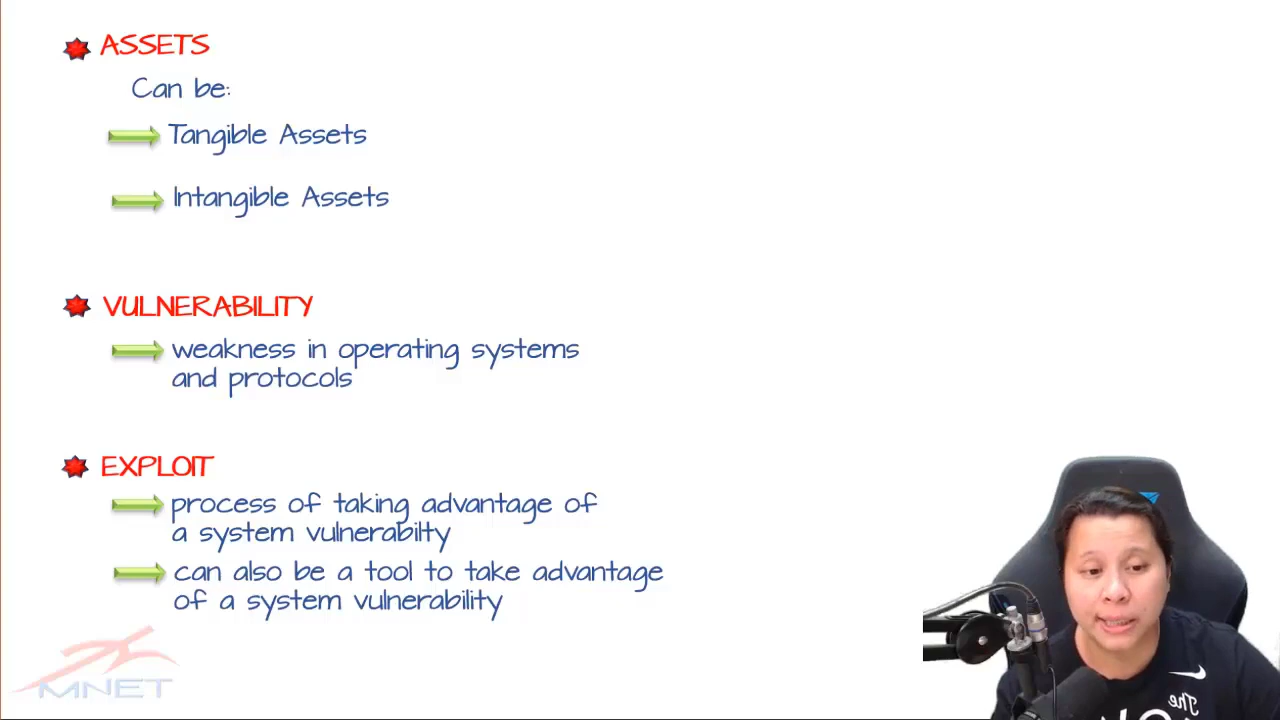 ASSETS
Can be:
Tangible Assets
Intangible Assets
VULNERABILITY
weakness in operating systems
and protocols
EXPLOIT
process of taking advantage of
a system vulnerabilty
can also be a tool to take advantage
of a system vulnerability
MNET
The